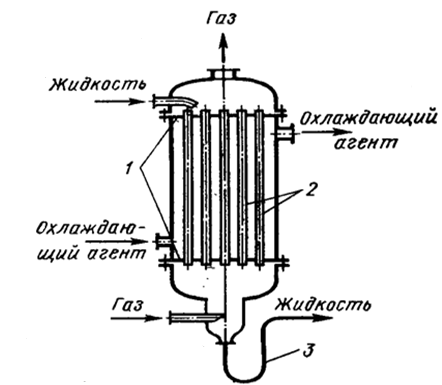 Газ
Жидкость
Охлаждающий
агент
1
2
Охлаждаю-
щий агент
Газ
Жидкость
3